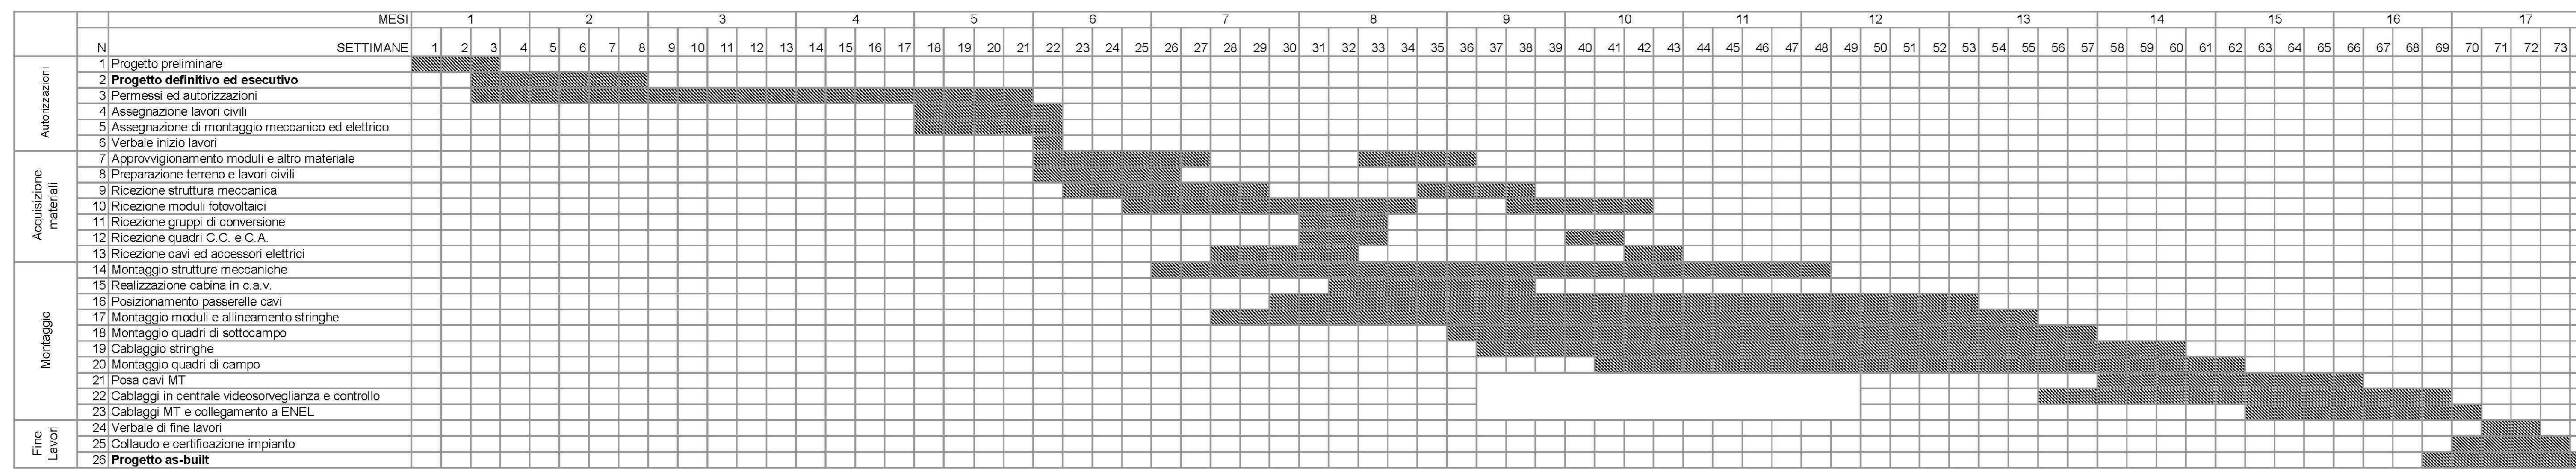 MESI 1 2 3 4 5 6 7 8 9 10 11 12 13 14 15 16 17
N SETTIMANE 1 2 3 4 5 6 7 8 9 10 11 12 13 14 15 16 17 18 19 20 21 22 23 24 25 26 27 28 29 30 31 32 33 34 35 36 37 38 39 40 41 42 43 44 45 46 47 48 49 50 51 52 53 54 55 56 57 58 59 60 61 62 63 64 65 66 67 68 69 70 71 72 73
Autorizzazioni
1 Progetto preliminare
2 Progetto definitivo ed esecutivo
3 Permessi ed autorizzazioni
4 Assegnazione lavori civili
5 Assegnazione di montaggio meccanico ed elettrico
6 Verbale inizio lavori
Acquisizione
materiali
7 Approvvigionamento moduli e altro materiale
8 Preparazione terreno e lavori civili
9 Ricezione struttura meccanica
10 Ricezione moduli fotovoltaici
11 Ricezione gruppi di conversione
12 Ricezione quadri C.C. e C.A.
13 Ricezione cavi ed accessori elettrici
Montaggio
14 Montaggio strutture meccaniche
15 Realizzazione cabina in c.a.v.
16 Posizionamento passerelle cavi
17 Montaggio moduli e allineamento stringhe
18 Montaggio quadri di sottocampo
19 Cablaggio stringhe
20 Montaggio quadri di campo
21 Posa cavi MT
22 Cablaggi in centrale videosorveglianza e controllo
23 Cablaggi MT e collegamento a ENEL
Fine
Lavori
24 Verbale di fine lavori
25 Collaudo e certificazione impianto
26 Progetto as-built